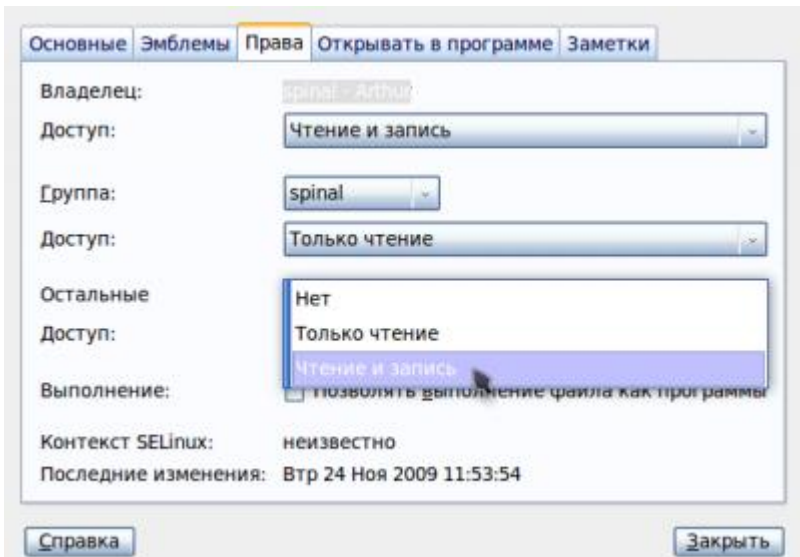 Основные Эмблемы Права Открывать в программе Заметки
Владелец: spinal - Arthur
Доступ: Чтение и запись
Группа: spinal
Доступ: Только чтение
Остальные
Нет
Доступ: Только чтение
Чтение и запись
Выполнение: Позволять выполнение файла как программы
Контекст SELinux: неизвестно
Последние изменения: Втр 24 Ноя 2009 11:53:54
Справка Закрыть